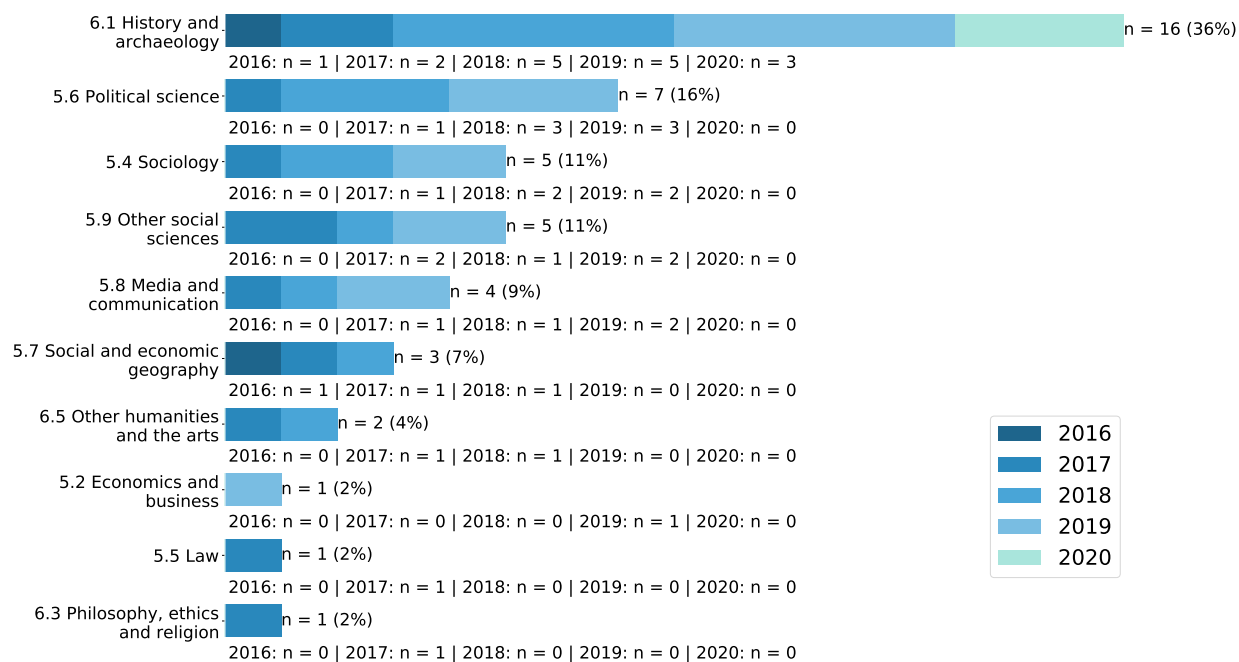 6.1 History and
archaeology
n = 16 (36%)
2016: n = 1 | 2017: n = 2 | 2018: n = 5 | 2019: n = 5 | 2020: n = 3
5.6 Political science
n = 7 (16%)
2016: n = 0 | 2017: n = 1 | 2018: n = 3 | 2019: n = 3 | 2020: n = 0
5.4 Sociology
n = 5 (11%)
2016: n = 0 | 2017: n = 1 | 2018: n = 2 | 2019: n = 2 | 2020: n = 0
5.9 Other social
sciences
n = 5 (11%)
2016: n = 0 | 2017: n = 2 | 2018: n = 1 | 2019: n = 2 | 2020: n = 0
5.8 Media and
communication
n = 4 (9%)
2016: n = 0 | 2017: n = 1 | 2018: n = 1 | 2019: n = 2 | 2020: n = 0
5.7 Social and economic
geography
n = 3 (7%)
2016: n = 1 | 2017: n = 1 | 2018: n = 1 | 2019: n = 0 | 2020: n = 0
6.5 Other humanities
and the arts
n = 2 (4%)
2016: n = 0 | 2017: n = 1 | 2018: n = 1 | 2019: n = 0 | 2020: n = 0
5.2 Economics and
business
n = 1 (2%)
2016: n = 0 | 2017: n = 0 | 2018: n = 0 | 2019: n = 1 | 2020: n = 0
5.5 Law
n = 1 (2%)
2016: n = 0 | 2017: n = 1 | 2018: n = 0 | 2019: n = 0 | 2020: n = 0
6.3 Philosophy, ethics
and religion
n = 1 (2%)
2016: n = 0 | 2017: n = 1 | 2018: n = 0 | 2019: n = 0 | 2020: n = 0
2016
2017
2018
2019
2020